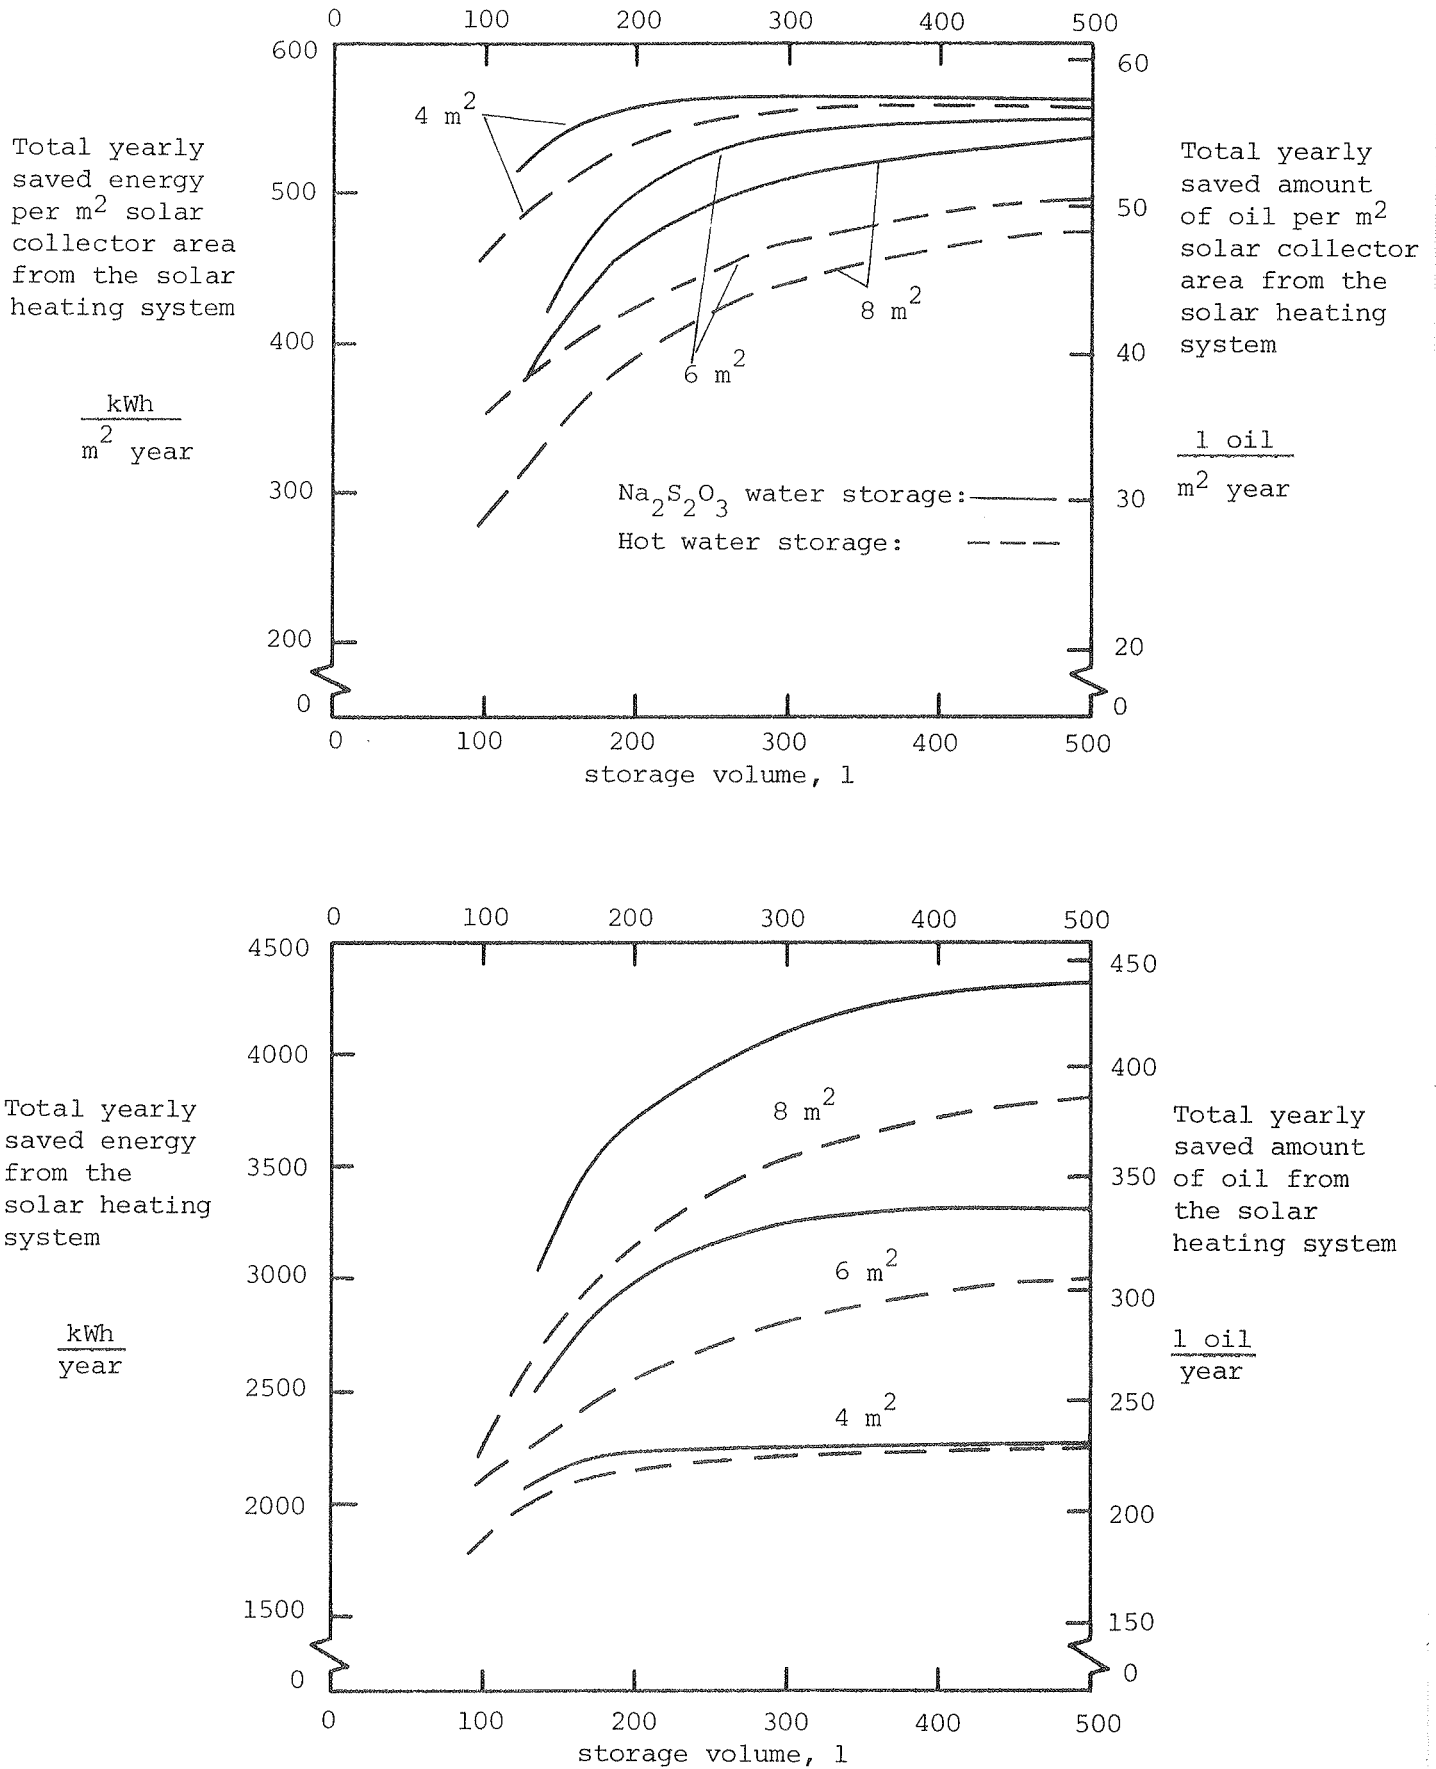 0 100 200 300 400 500
600
60
4 m²
Total yearly
saved energy
per m² solar
collector area
from the solar
heating system
500
400
kWh
m² year
300
200
0
Total yearly
saved amount
of oil per m²
solar collector
area from the
solar heating
system
50
40
l oil
m² year
30
20
0
8 m²
6 m²
Na₂S₂O₃ water storage:
Hot water storage:
0 100 200 300 400 500
storage volume, l
0 100 200 300 400 500
4500
450
4000
400
8 m²
Total yearly
saved energy
from the
solar heating
system
3500
3000
kWh
year
2500
2000
1500
0
Total yearly
saved amount
of oil from
the solar
heating system
350
300
l oil
year
250
200
150
0
6 m²
4 m²
0 100 200 300 400 500
storage volume, l